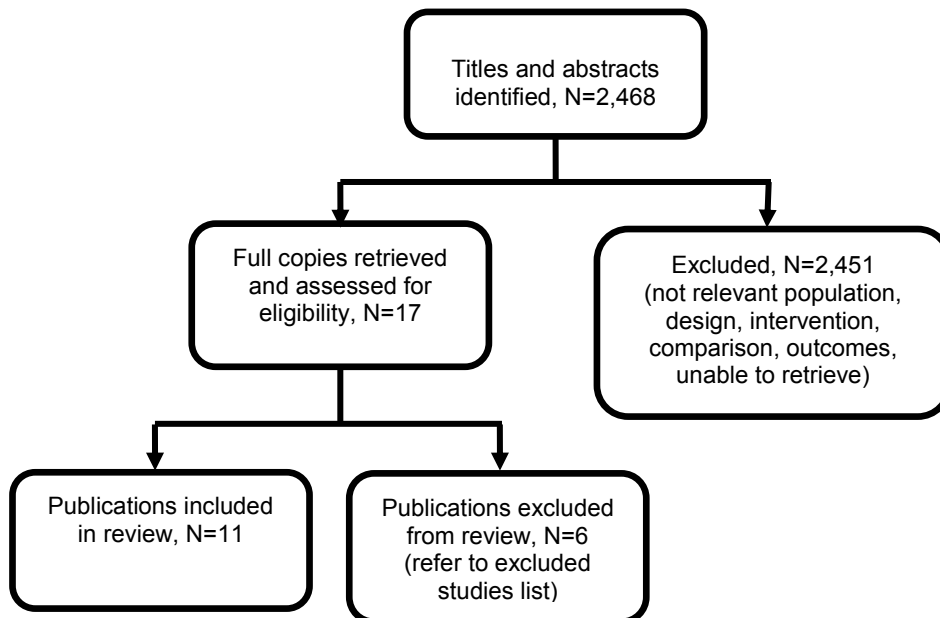 Titles and abstracts
identified, N=2,468
Full copies retrieved
and assessed for
eligibility, N=17
Excluded, N=2,451
(not relevant population,
design, intervention,
comparison, outcomes,
unable to retrieve)
Publications included
in review, N=11
Publications excluded
from review, N=6
(refer to excluded
studies list)